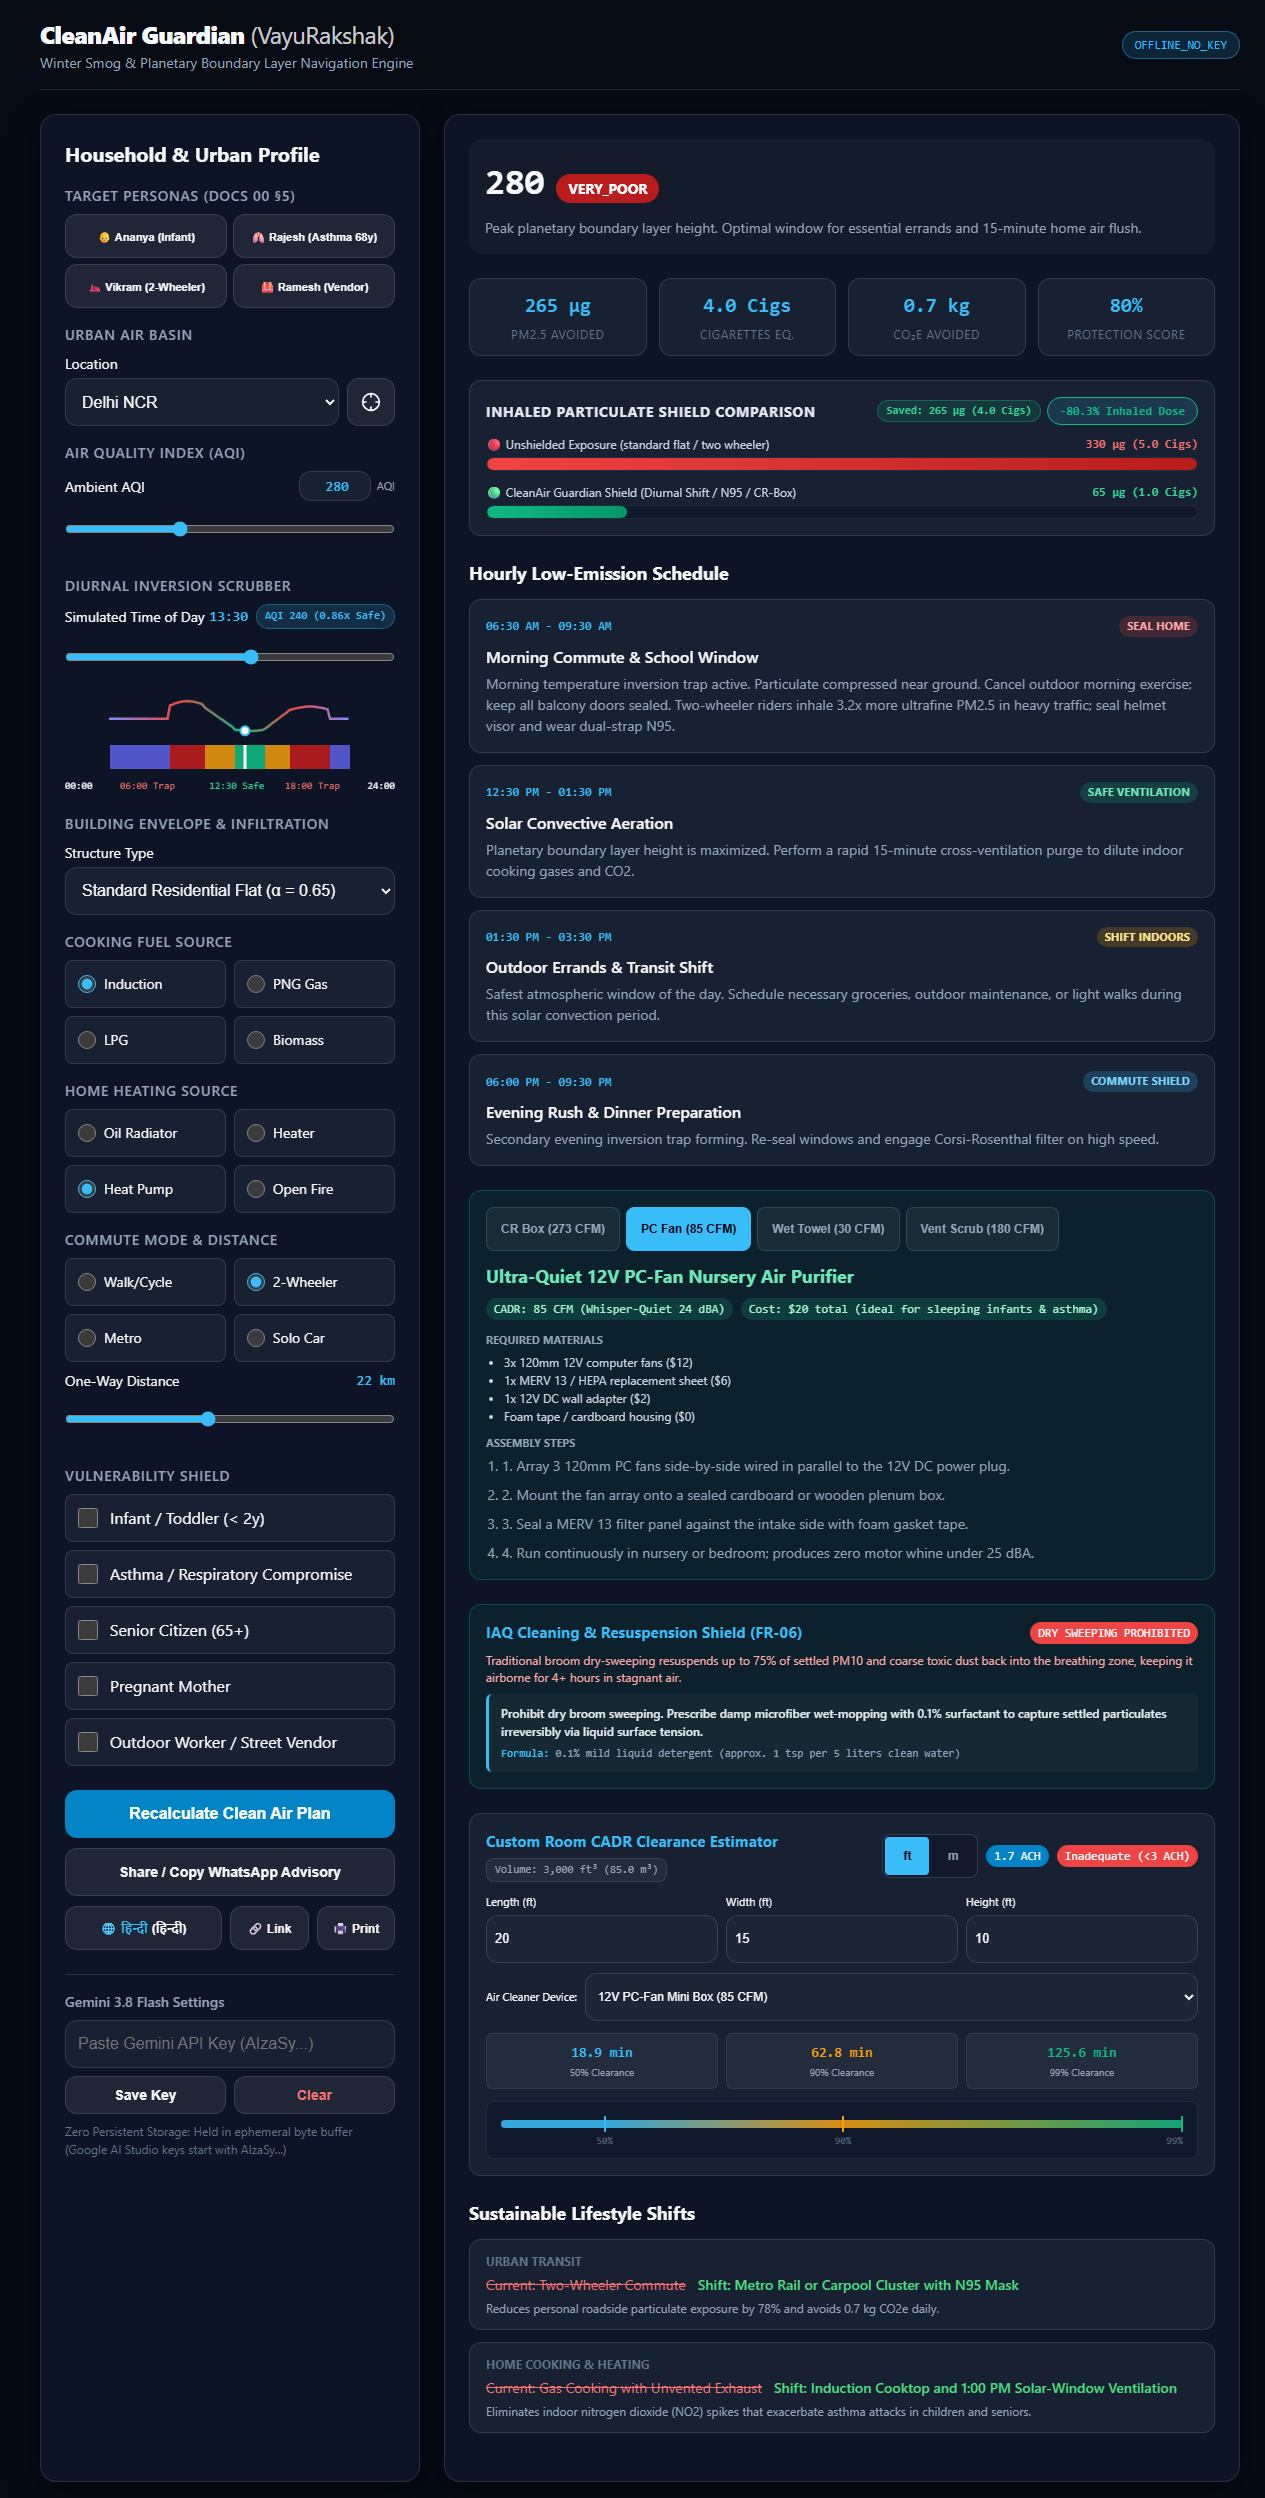 CleanAir Guardian (VayuRakshak)
Winter Smog & Planetary Boundary Layer Navigation Engine
OFFLINE_NO_KEY
Household & Urban Profile
TARGET PERSONAS (DOCS 00 §5)
Ananya (Infant)
Rajesh (Asthma 68y)
Vikram (2-Wheeler)
Ramesh (Vendor)
URBAN AIR BASIN
Location
Delhi NCR
AIR QUALITY INDEX (AQI)
Ambient AQI 280 AQI
DIURNAL INVERSION SCRUBBER
Simulated Time of Day 13:30 AQI 240 (0.86x Safe)
00:00 06:00 Trap 12:30 Safe 18:00 Trap 24:00
BUILDING ENVELOPE & INFILTRATION
Structure Type
Standard Residential Flat (α = 0.65)
COOKING FUEL SOURCE
Induction
PNG Gas
LPG
Biomass
HOME HEATING SOURCE
Oil Radiator
Heater
Heat Pump
Open Fire
COMMUTE MODE & DISTANCE
Walk/Cycle
2-Wheeler
Metro
Solo Car
One-Way Distance 22 km
VULNERABILITY SHIELD
Infant / Toddler (< 2y)
Asthma / Respiratory Compromise
Senior Citizen (65+)
Pregnant Mother
Outdoor Worker / Street Vendor
Recalculate Clean Air Plan
Share / Copy WhatsApp Advisory
हिन्दी (हिन्दी)
Link
Print
Gemini 3.8 Flash Settings
Paste Gemini API Key (AIzaSy...)
Save Key
Clear
Zero Persistent Storage: Held in ephemeral byte buffer
(Google AI Studio keys start with AIzaSy...)
280 VERY_POOR
Peak planetary boundary layer height. Optimal window for essential errands and 15-minute home air flush.
265 µg
PM2.5 AVOIDED
4.0 Cigs
CIGARETTES EQ.
0.7 kg
CO₂E AVOIDED
80%
PROTECTION SCORE
INHALED PARTICULATE SHIELD COMPARISON
Saved: 265 µg (4.0 Cigs)
-80.3% Inhaled Dose
Unshielded Exposure (standard flat / two wheeler)
330 µg (5.0 Cigs)
CleanAir Guardian Shield (Diurnal Shift / N95 / CR-Box)
65 µg (1.0 Cigs)
Hourly Low-Emission Schedule
06:30 AM - 09:30 AM
SEAL HOME
Morning Commute & School Window
Morning temperature inversion trap active. Particulate compressed near ground. Cancel outdoor morning exercise;
keep all balcony doors sealed. Two-wheeler riders inhale 3.2x more ultrafine PM2.5 in heavy traffic; seal helmet
visor and wear dual-strap N95.
12:30 PM - 01:30 PM
SAFE VENTILATION
Solar Convective Aeration
Planetary boundary layer height is maximized. Perform a rapid 15-minute cross-ventilation purge to dilute indoor
cooking gases and CO2.
01:30 PM - 03:30 PM
SHIFT INDOORS
Outdoor Errands & Transit Shift
Safest atmospheric window of the day. Schedule necessary groceries, outdoor maintenance, or light walks during
this solar convection period.
06:00 PM - 09:30 PM
COMMUTE SHIELD
Evening Rush & Dinner Preparation
Secondary evening inversion trap forming. Re-seal windows and engage Corsi-Rosenthal filter on high speed.
CR Box (273 CFM)
PC Fan (85 CFM)
Wet Towel (30 CFM)
Vent Scrub (180 CFM)
Ultra-Quiet 12V PC-Fan Nursery Air Purifier
CADR: 85 CFM (Whisper-Quiet 24 dBA)
Cost: $20 total (ideal for sleeping infants & asthma)
REQUIRED MATERIALS
• 3x 120mm 12V computer fans ($12)
• 1x MERV 13 / HEPA replacement sheet ($6)
• 1x 12V DC wall adapter ($2)
• Foam tape / cardboard housing ($0)
ASSEMBLY STEPS
1. 1. Array 3 120mm PC fans side-by-side wired in parallel to the 12V DC power plug.
2. 2. Mount the fan array onto a sealed cardboard or wooden plenum box.
3. 3. Seal a MERV 13 filter panel against the intake side with foam gasket tape.
4. 4. Run continuously in nursery or bedroom; produces zero motor whine under 25 dBA.
IAQ Cleaning & Resuspension Shield (FR-06)
DRY SWEEPING PROHIBITED
Traditional broom dry-sweeping resuspends up to 75% of settled PM10 and coarse toxic dust back into the breathing zone, keeping it
airborne for 4+ hours in stagnant air.
Prohibit dry broom sweeping. Prescribe damp microfiber wet-mopping with 0.1% surfactant to capture settled particulates
irreversibly via liquid surface tension.
Formula: 0.1% mild liquid detergent (approx. 1 tsp per 5 liters clean water)
Custom Room CADR Clearance Estimator
Volume: 3,000 ft³ (85.0 m³)
ft
m
1.7 ACH
Inadequate (<3 ACH)
Length (ft)
Width (ft)
Height (ft)
20
15
10
Air Cleaner Device: 12V PC-Fan Mini Box (85 CFM)
18.9 min
50% Clearance
62.8 min
90% Clearance
125.6 min
99% Clearance
50%
90%
99%
Sustainable Lifestyle Shifts
URBAN TRANSIT
Current: Two-Wheeler Commute Shift: Metro Rail or Carpool Cluster with N95 Mask
Reduces personal roadside particulate exposure by 78% and avoids 0.7 kg CO2e daily.
HOME COOKING & HEATING
Current: Gas Cooking with Unvented Exhaust Shift: Induction Cooktop and 1:00 PM Solar-Window Ventilation
Eliminates indoor nitrogen dioxide (NO2) spikes that exacerbate asthma attacks in children and seniors.